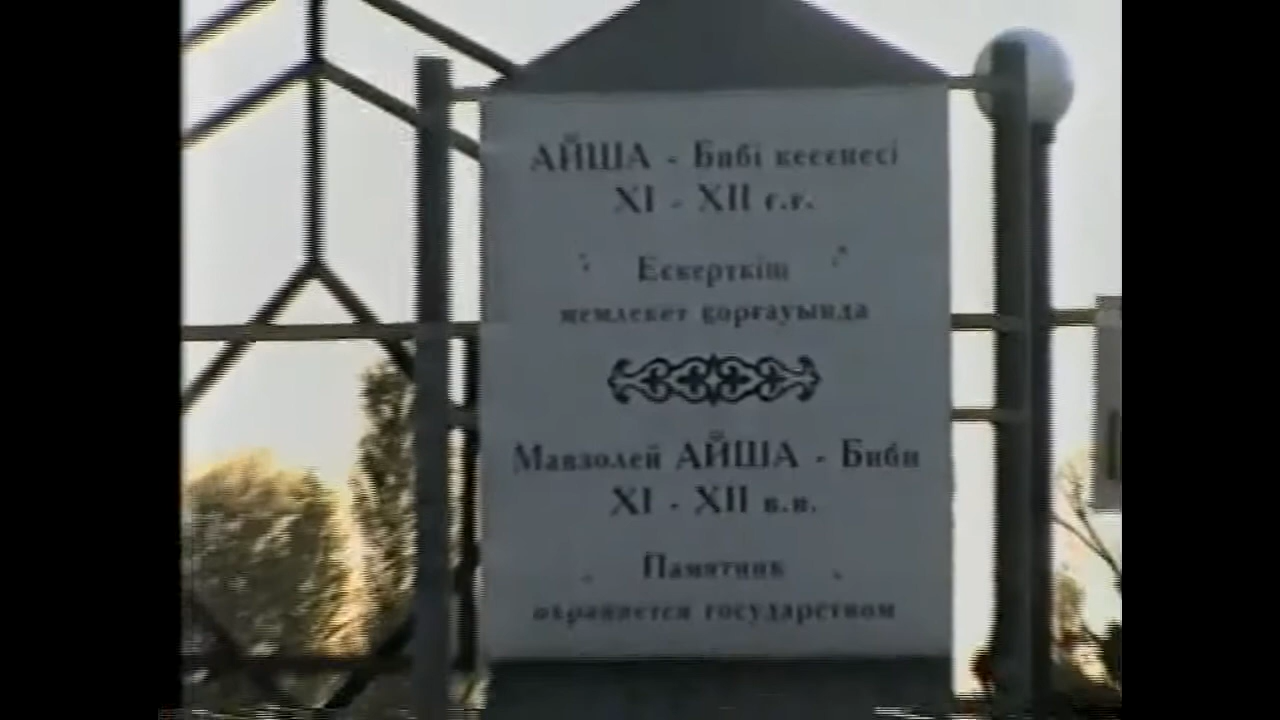 АЙША - Бибі кесенесі
XI - XII ғ.ғ.
Ескерткіш
мемлекет қорғауында
Мавзолей АЙША - Биби
XI - XII в.в.
Памятник
охраняется государством